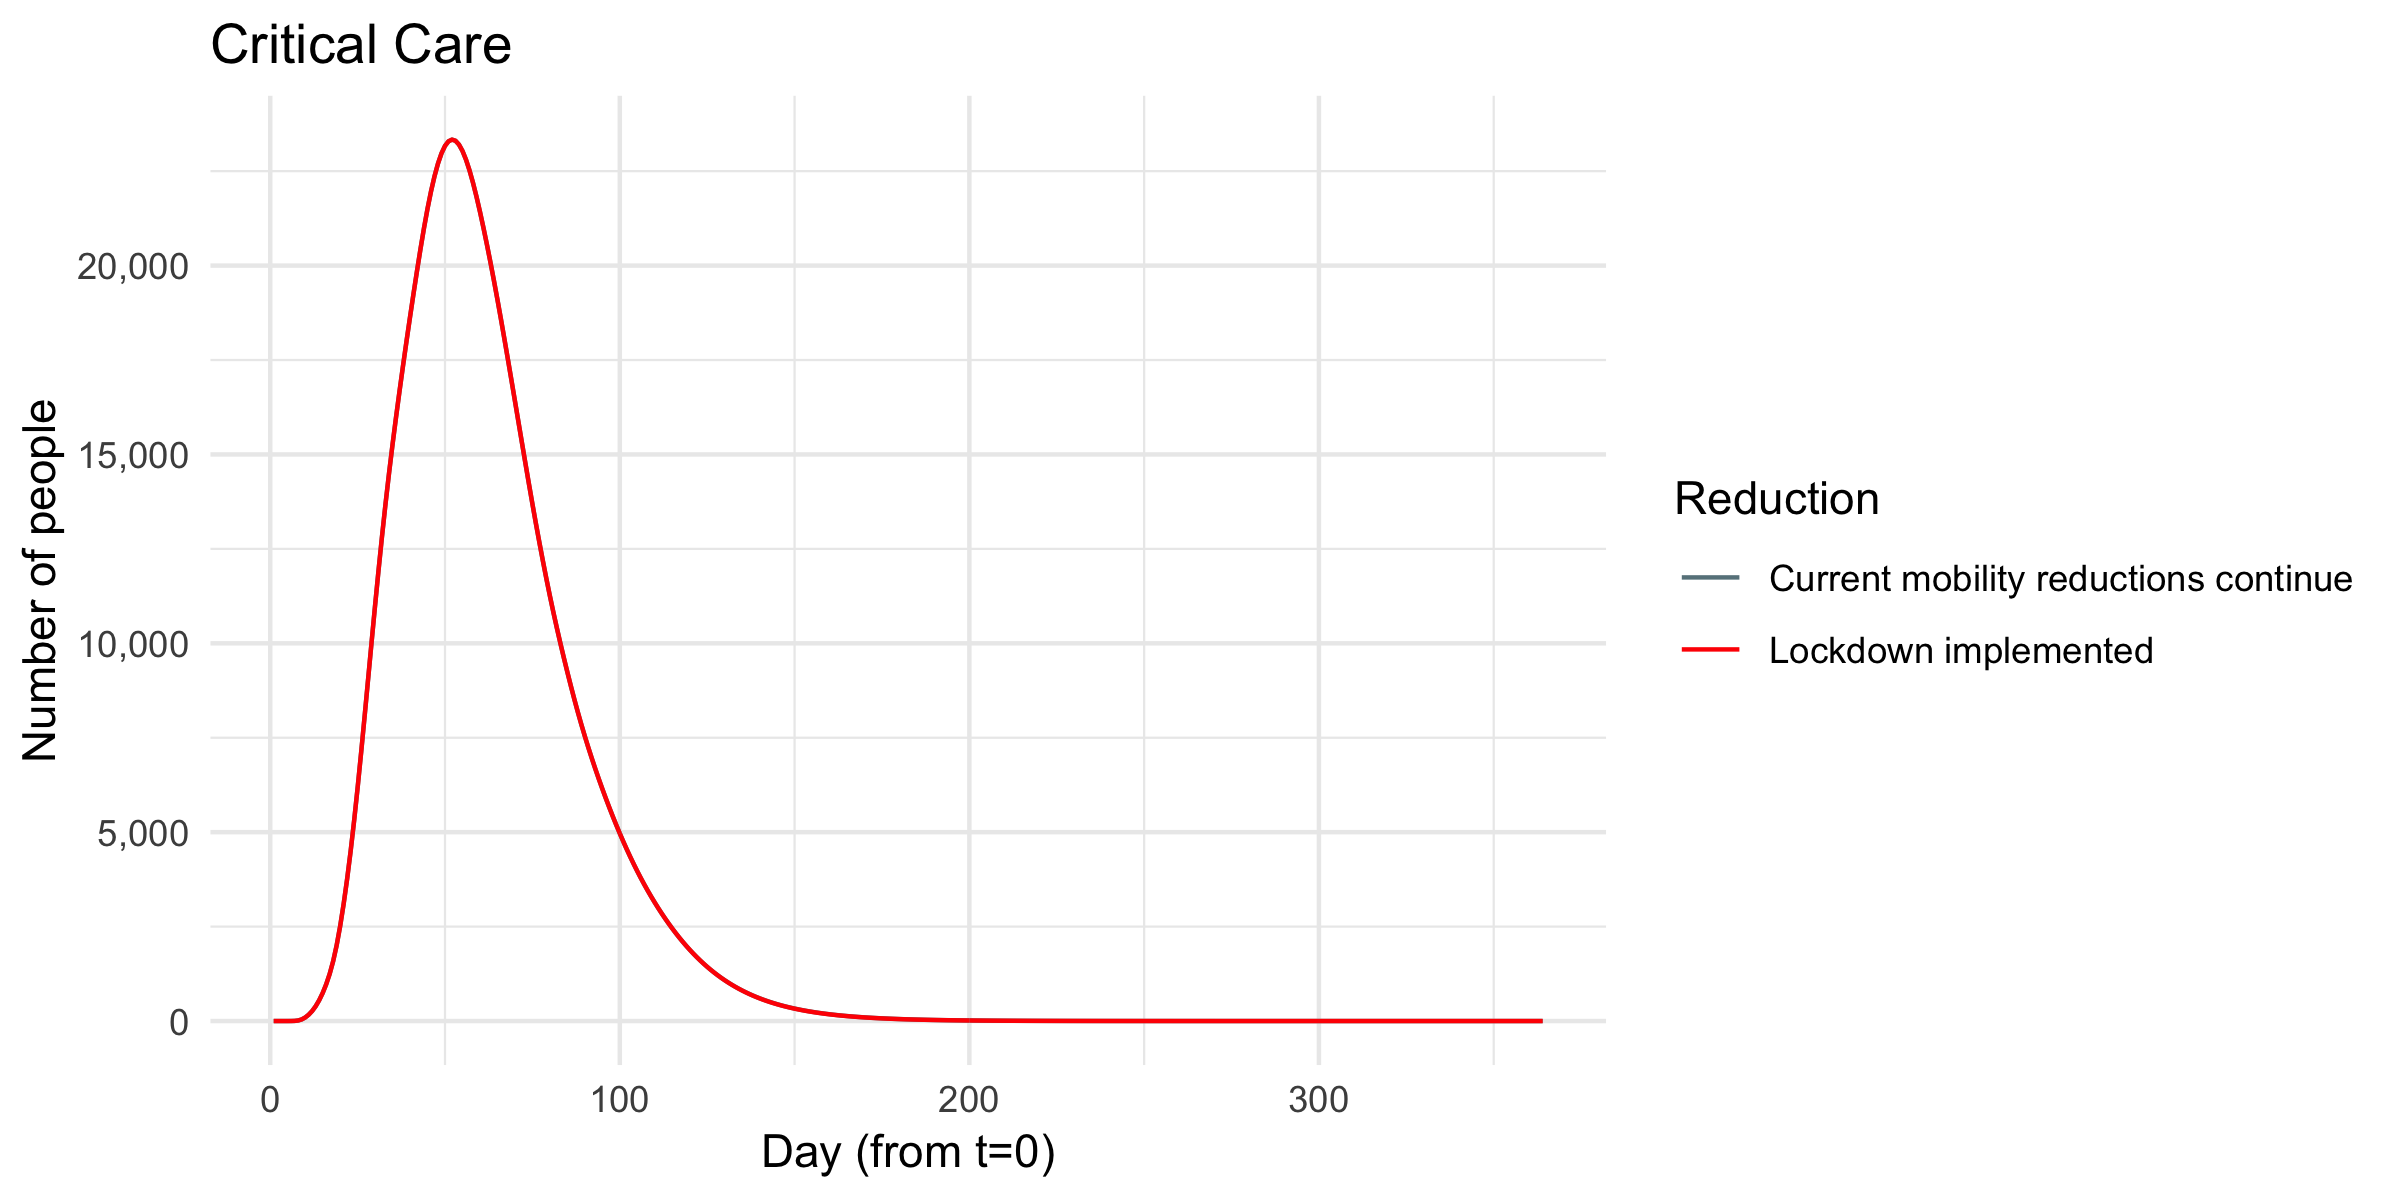 Critical Care
Number of people
20,000
15,000
10,000
5,000
0
0 100 200 300
Day (from t=0)
Reduction
Current mobility reductions continue
Lockdown implemented